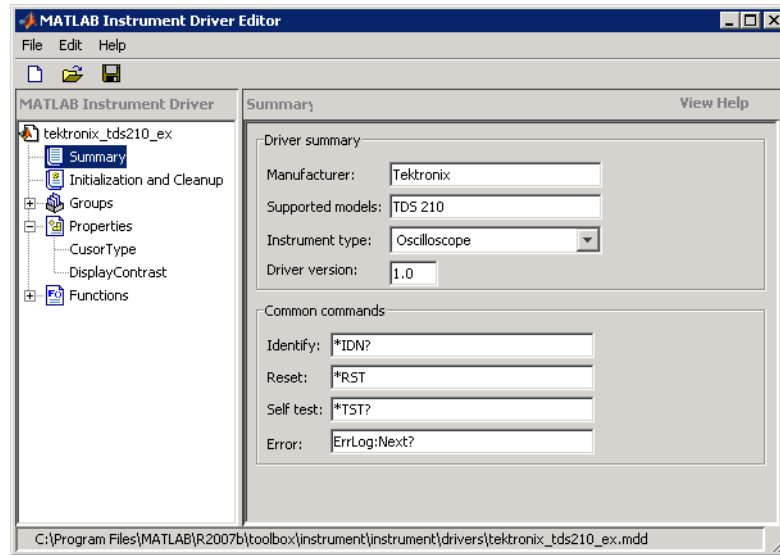 MATLAB Instrument Driver Editor
File Edit Help
MATLAB Instrument Driver
Summary
View Help
tektronix_tds210_ex
Summary
Initialization and Cleanup
Groups
Properties
CusorType
DisplayContrast
Functions
Driver summary
Manufacturer: Tektronix
Supported models: TDS 210
Instrument type: Oscilloscope
Driver version: 1.0
Common commands
Identify: *IDN?
Reset: *RST
Self test: *TST?
Error: ErrLog:Next?
C:\Program Files\MATLAB\R2007b\toolbox\instrument\instrument\drivers\tektronix_tds210_ex.mdd